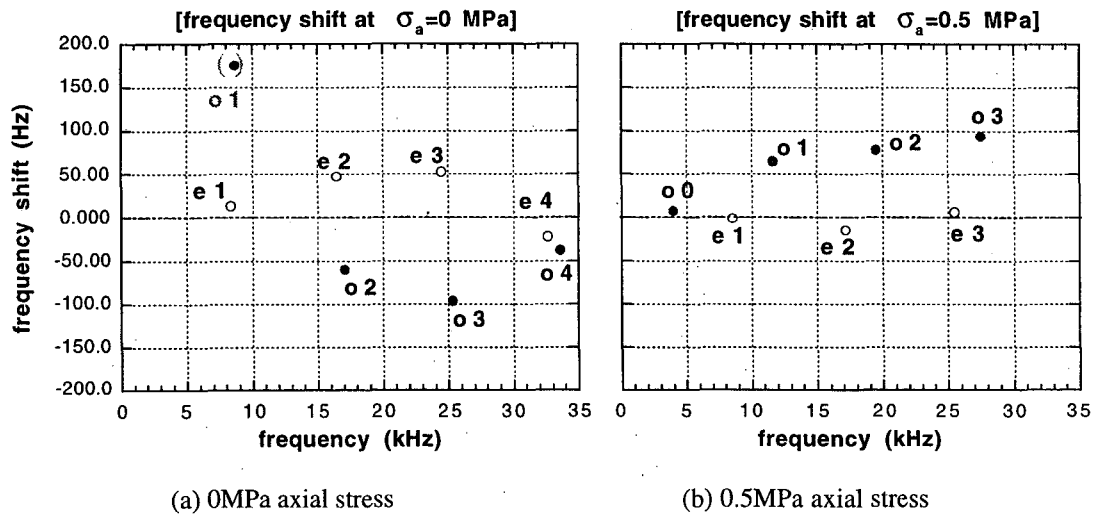 [frequency shift at σa=0 MPa]
[frequency shift at σa=0.5 MPa]
frequency shift (Hz)
200.0
150.0
100.0
50.00
0.000
-50.00
-100.0
-150.0
-200.0
( )
o 1
e 1
e 2
e 3
e 4
o 2
o 3
o 4
0 5 10 15 20 25 30 35
frequency (kHz)
o 0
o 1
o 2
o 3
e 1
e 2
e 3
0 5 10 15 20 25 30 35
frequency (kHz)
(a) 0MPa axial stress
(b) 0.5MPa axial stress